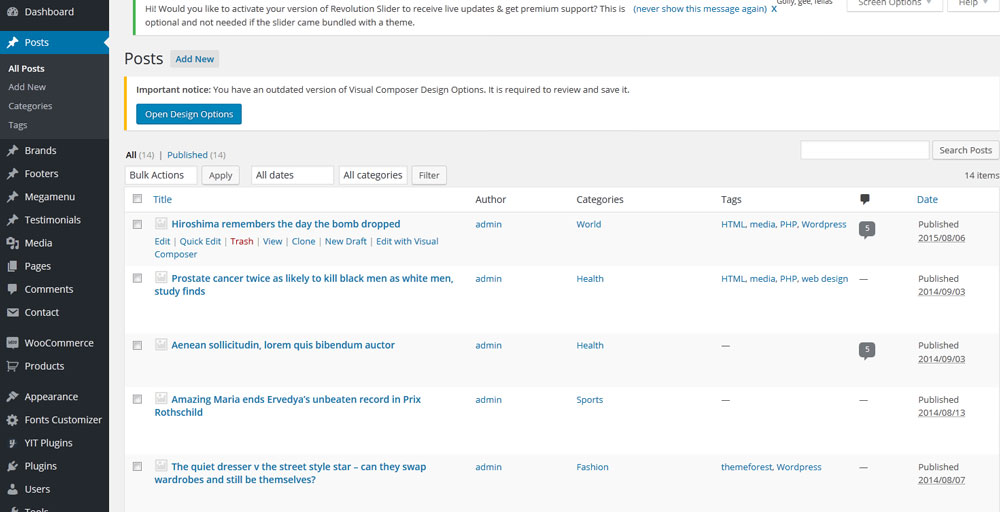 Dashboard
Posts
All Posts
Add New
Categories
Tags
Brands
Footers
Megamenu
Testimonials
Media
Pages
Comments
Contact
WooCommerce
Products
Appearance
Fonts Customizer
YIT Plugins
Plugins
Users
Tools
Hi! Would you like to activate your version of Revolution Slider to receive live updates & get premium support? This is (never show this message again) X
optional and not needed if the slider came bundled with a theme.
Golly, gee, fellas
Screen Options
Help
Posts Add New
Important notice: You have an outdated version of Visual Composer Design Options. It is required to review and save it.
Open Design Options
All (14) | Published (14)
Search Posts
Bulk Actions Apply All dates All categories Filter
14 items
Title Author Categories Tags Date
Hiroshima remembers the day the bomb dropped admin World HTML, media, PHP, Wordpress 5 Published
2015/08/06
Edit | Quick Edit | Trash | View | Clone | New Draft | Edit with Visual
Composer
Prostate cancer twice as likely to kill black men as white men, admin Health HTML, media, PHP, web design — Published
study finds 2014/09/03
Aenean sollicitudin, lorem quis bibendum auctor admin Health — 5 Published
2014/09/03
Amazing Maria ends Ervedya's unbeaten record in Prix admin Sports — — Published
Rothschild 2014/08/13
The quiet dresser v the street style star – can they swap admin Fashion themeforest, Wordpress — Published
wardrobes and still be themselves? 2014/08/07